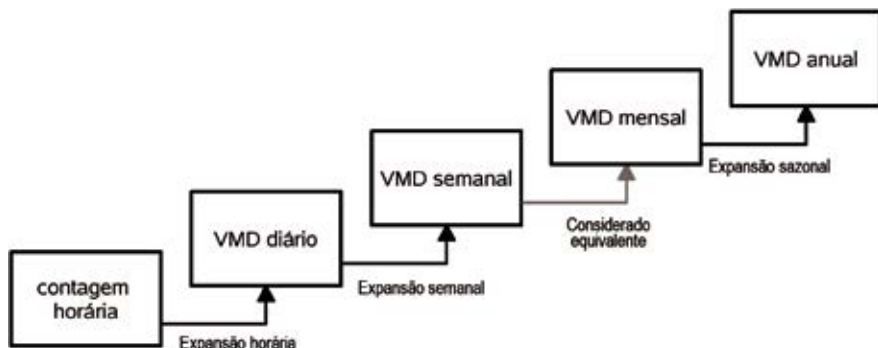 VMD anual
VMD mensal
Expansão sazonal
VMD semanal
Considerado
equivalente
VMD diário
Expansão semanal
contagem
horária
Expansão horária